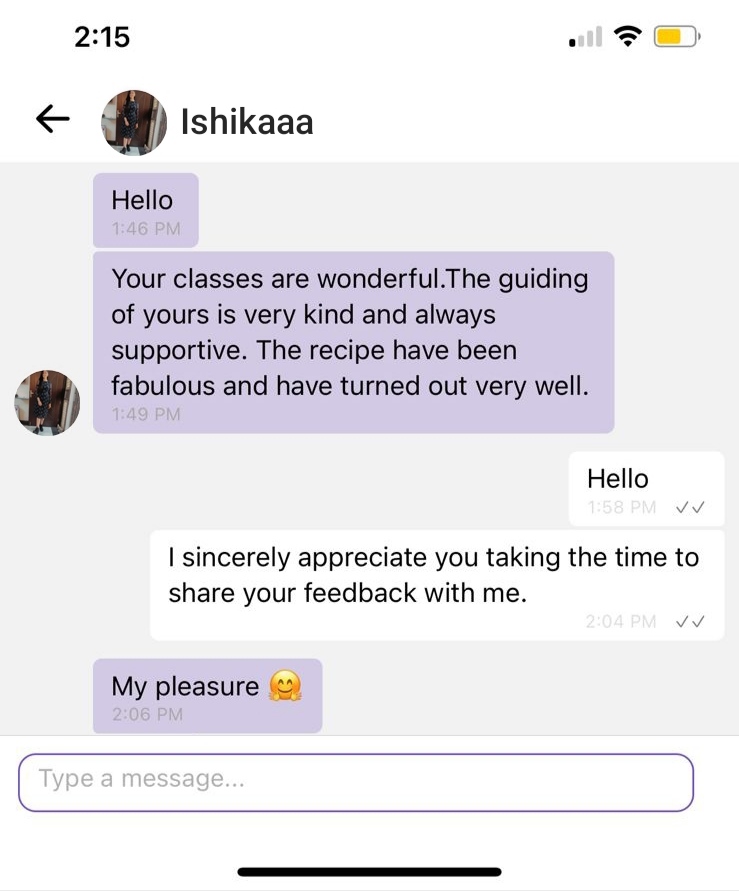 2:15
Ishikaaa
Hello
1:46 PM
Your classes are wonderful.The guiding
of yours is very kind and always
supportive. The recipe have been
fabulous and have turned out very well.
1:49 PM
Hello
1:58 PM
I sincerely appreciate you taking the time to
share your feedback with me.
2:04 PM
My pleasure 🤗
2:06 PM
Type a message...